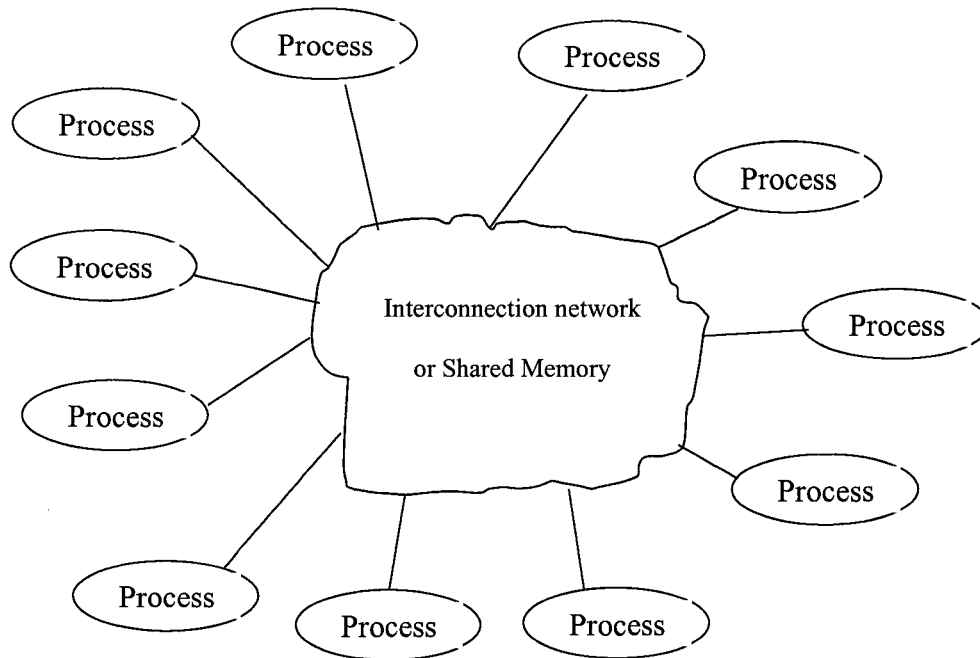 Process
Process
Process
Process
Process
Interconnection network
Process
or Shared Memory
Process
Process
Process
Process
Process